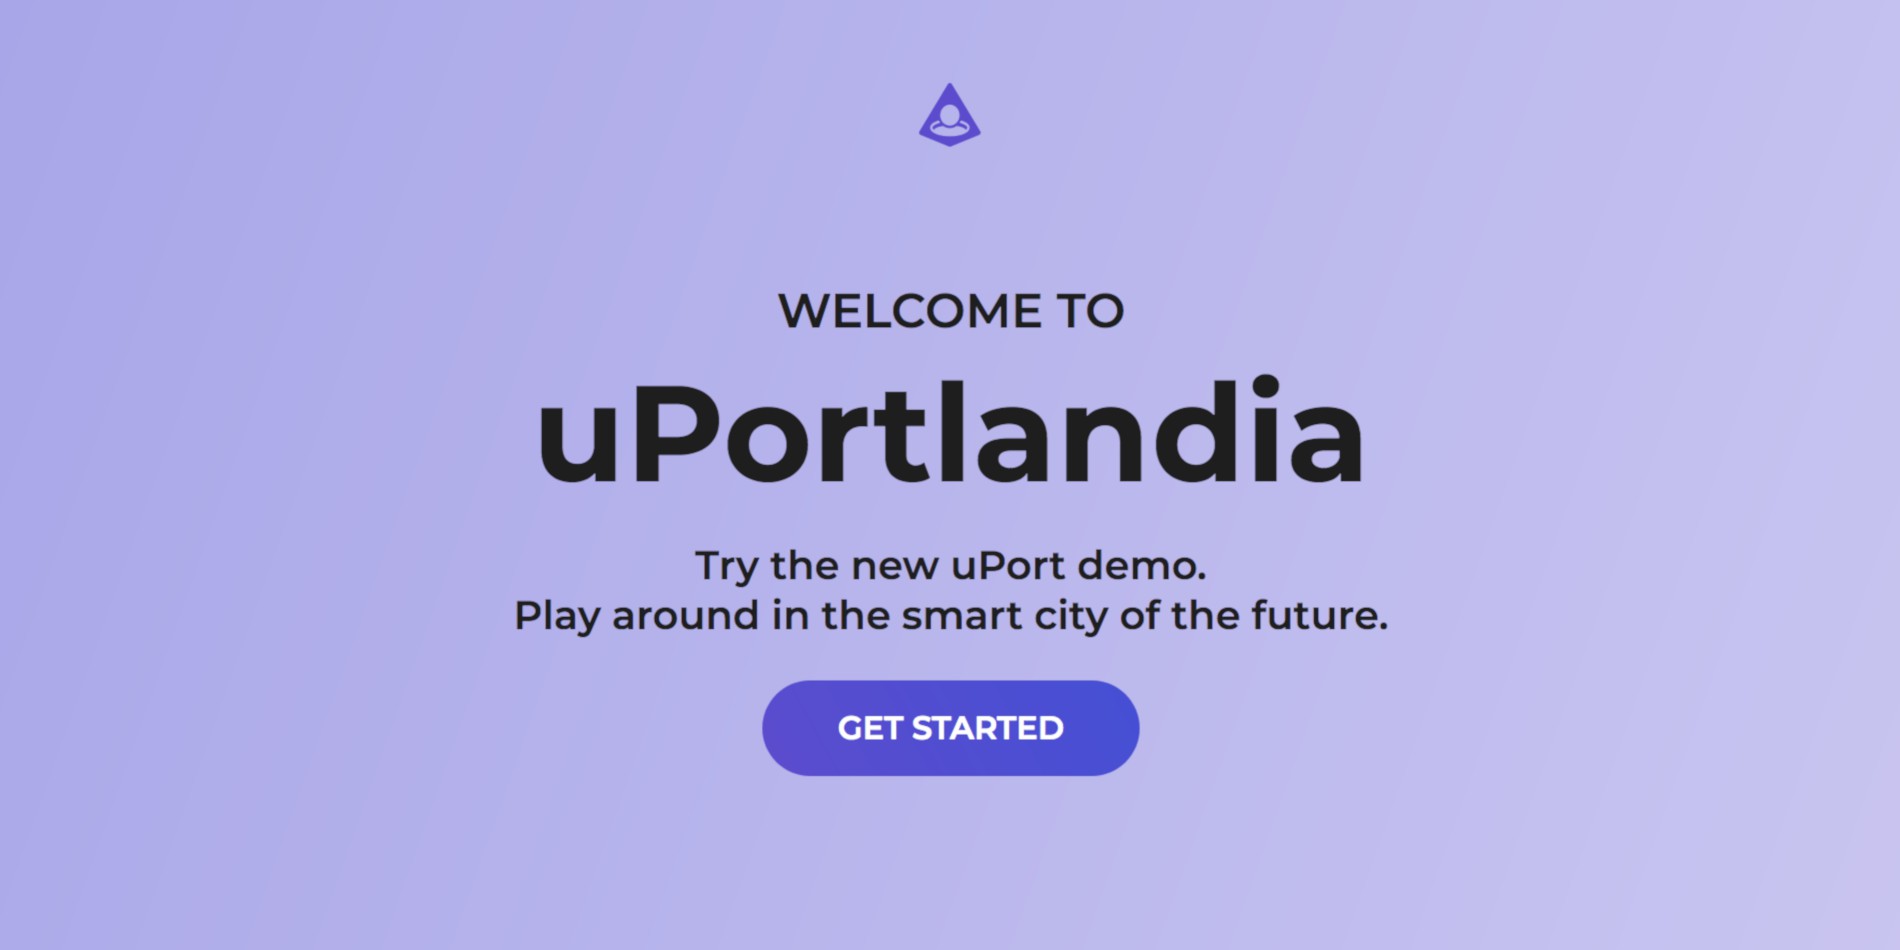 WELCOME TO
uPortlandia
Try the new uPort demo.
Play around in the smart city of the future.
GET STARTED